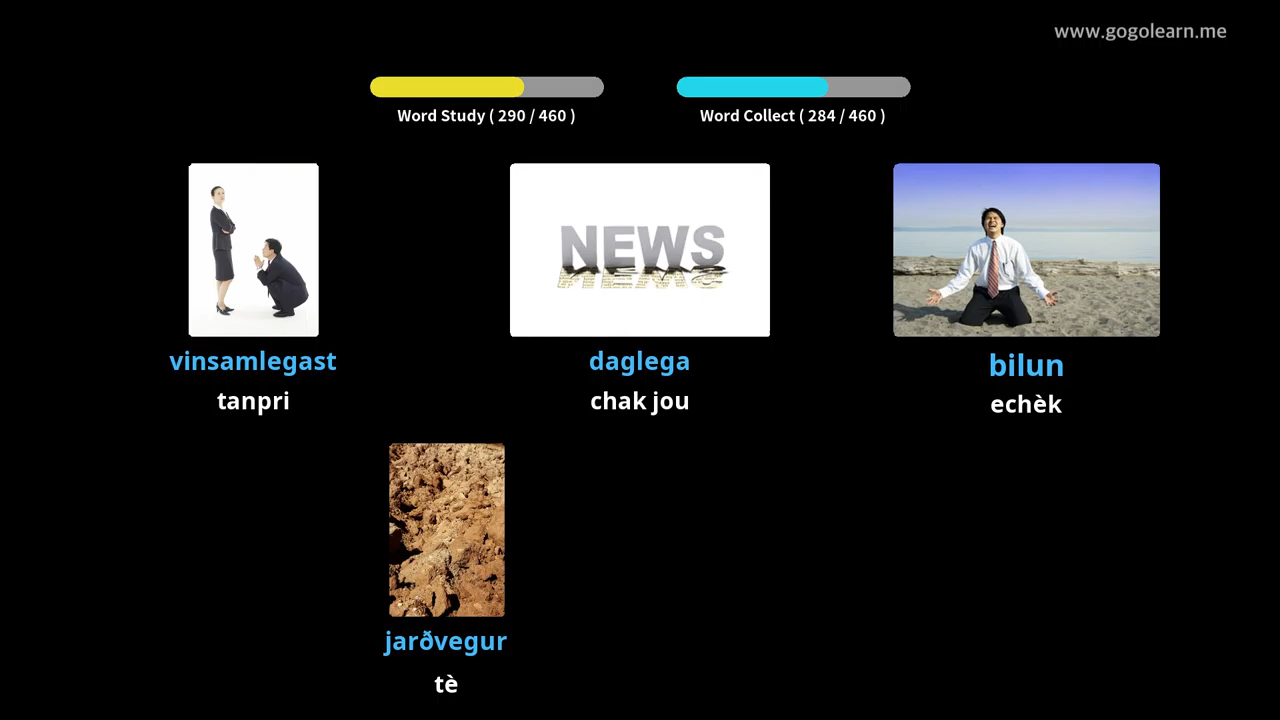 www.gogolearn.me
Word Study ( 290 / 460 )
Word Collect ( 284 / 460 )
NEWS
vinsamlegast
daglega
bilun
tanpri
chak jou
echèk
jarðvegur
tè